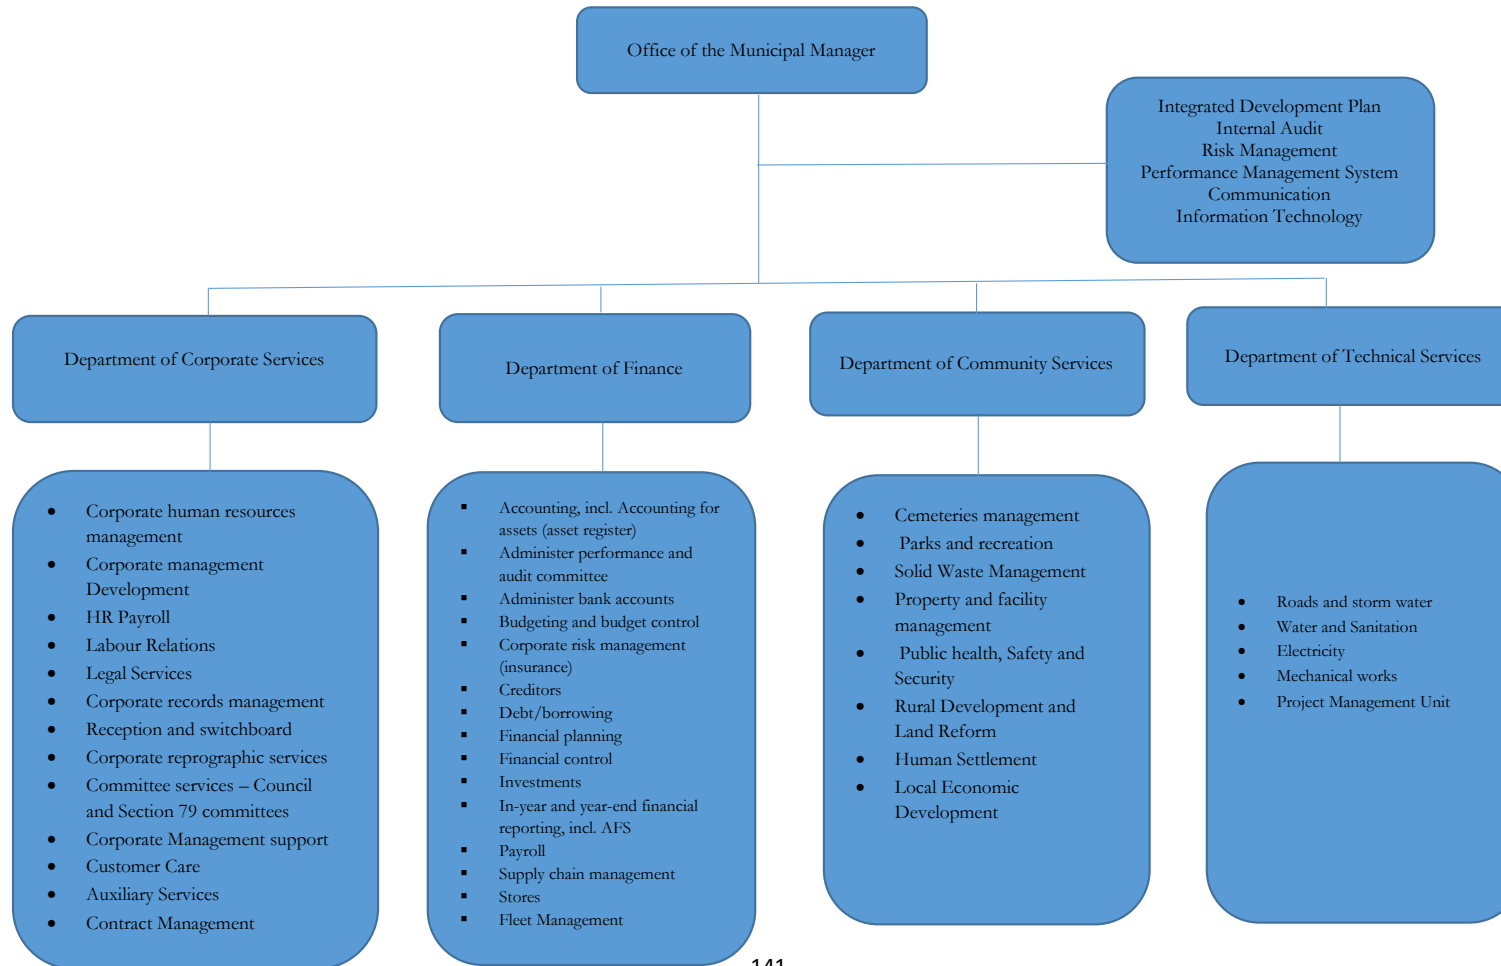 Office of the Municipal Manager
Integrated Development Plan
Internal Audit
Risk Management
Performance Management System
Communication
Information Technology
Department of Corporate Services
Department of Finance
Department of Community Services
Department of Technical Services
• Corporate human resources
management
• Corporate management
Development
• HR Payroll
• Labour Relations
• Legal Services
• Corporate records management
• Reception and switchboard
• Corporate reprographic services
• Committee services – Council
and Section 79 committees
• Corporate Management support
• Customer Care
• Auxiliary Services
• Contract Management
▪ Accounting, incl. Accounting for
assets (asset register)
▪ Administer performance and
audit committee
▪ Administer bank accounts
▪ Budgeting and budget control
▪ Corporate risk management
(insurance)
▪ Creditors
▪ Debt/borrowing
▪ Financial planning
▪ Financial control
▪ Investments
▪ In-year and year-end financial
reporting, incl. AFS
▪ Payroll
▪ Supply chain management
▪ Stores
▪ Fleet Management
• Cemeteries management
• Parks and recreation
• Solid Waste Management
• Property and facility
management
• Public health, Safety and
Security
• Rural Development and
Land Reform
• Human Settlement
• Local Economic
Development
• Roads and storm water
• Water and Sanitation
• Electricity
• Mechanical works
• Project Management Unit
141